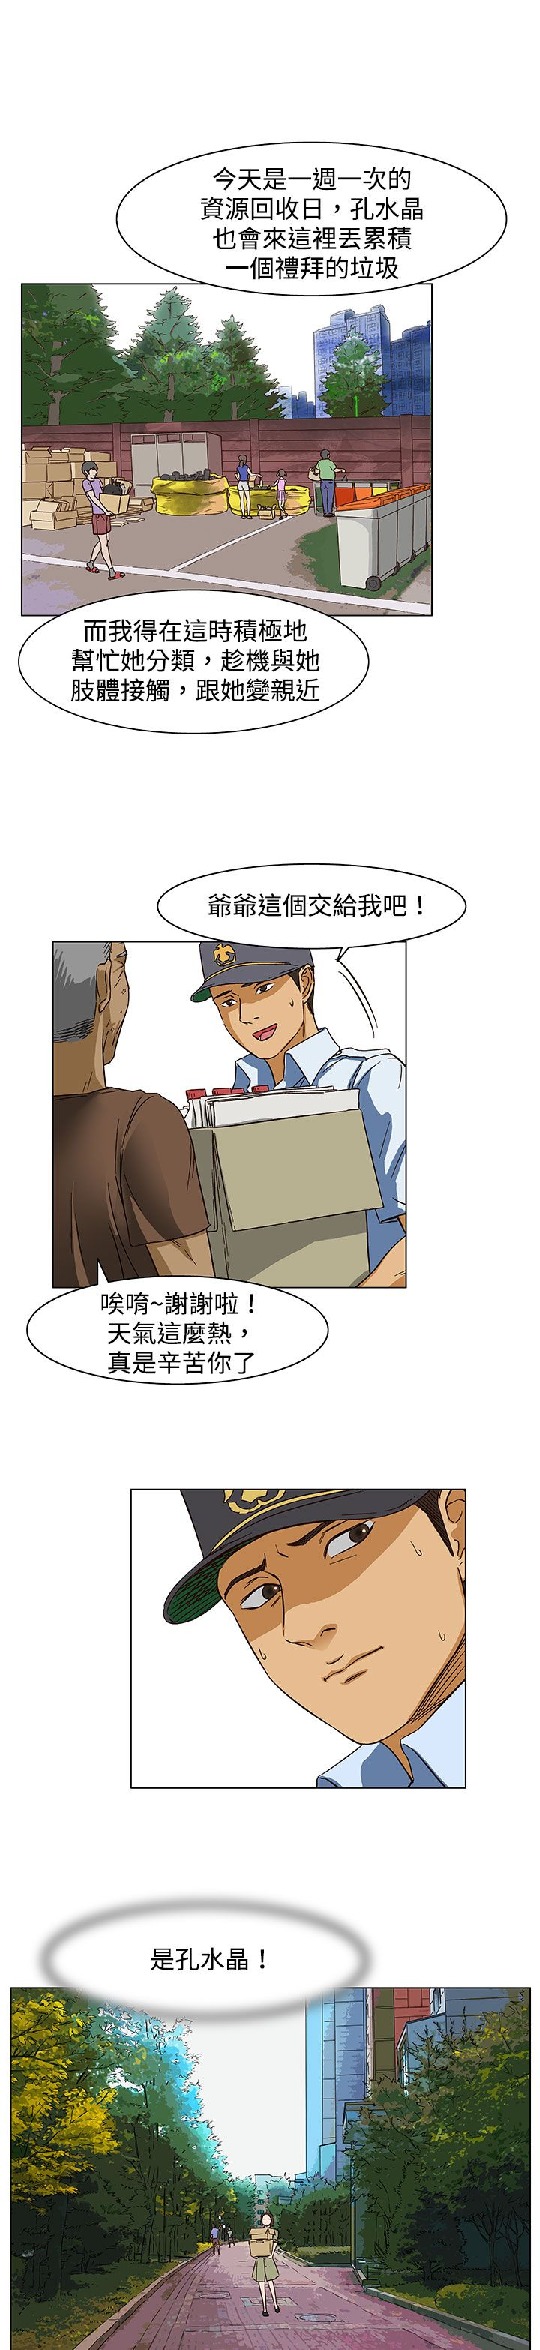 今天是一週一次的
資源回收日，孔水晶
也會來這裡丟累積
一個禮拜的垃圾
而我得在這時積極地
幫忙她分類，趁機與她
肢體接觸，跟她變親近
爺爺這個交給我吧！
唉唷~謝謝啦！
天氣這麼熱，
真是辛苦你了
是孔水晶！